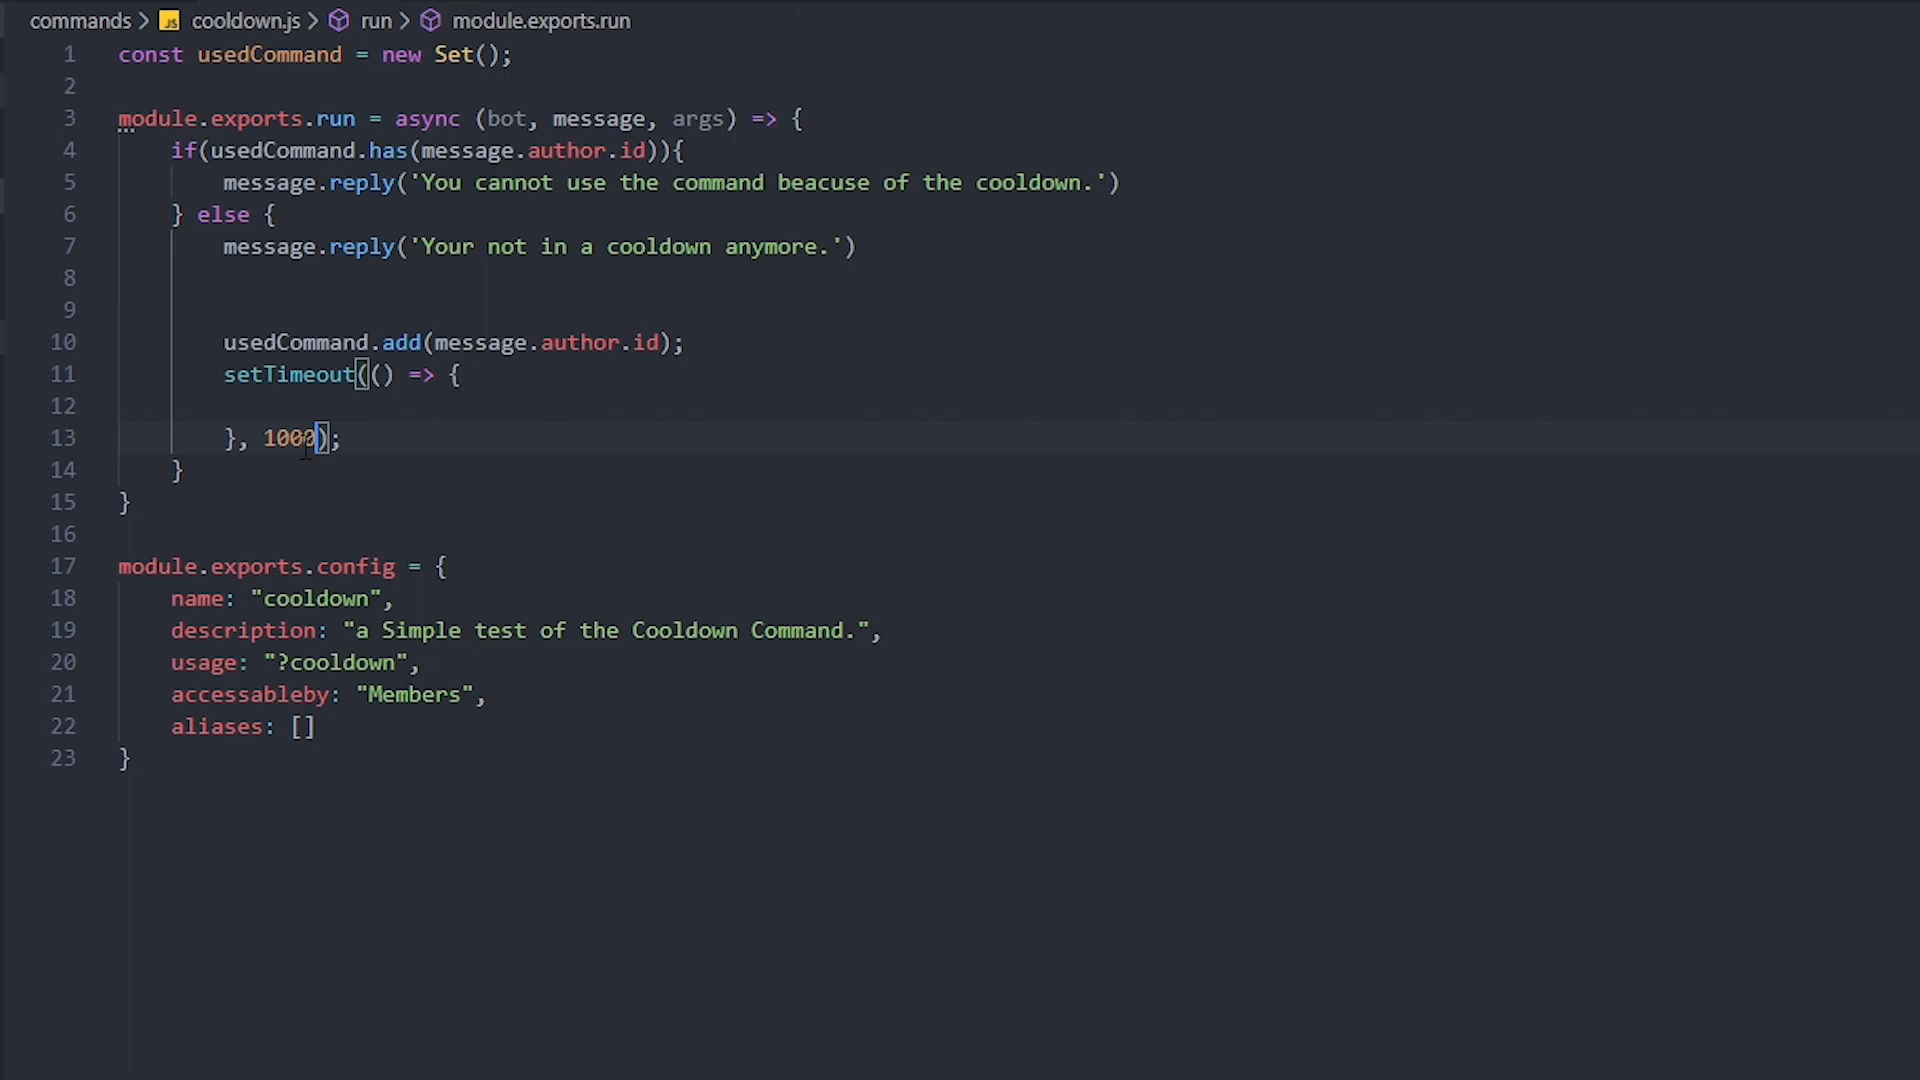 commands > JS cooldown.js > run > module.exports.run
1 const usedCommand = new Set();
2
3 module.exports.run = async (bot, message, args) => {
4 if(usedCommand.has(message.author.id)){
5 message.reply('You cannot use the command beacuse of the cooldown.')
6 } else {
7 message.reply('Your not in a cooldown anymore.')
8
9
10 usedCommand.add(message.author.id);
11 setTimeout(() => {
12
13 }, 1000);
14 }
15 }
16
17 module.exports.config = {
18 name: "cooldown",
19 description: "a Simple test of the Cooldown Command.",
20 usage: "?cooldown",
21 accessableby: "Members",
22 aliases: []
23 }